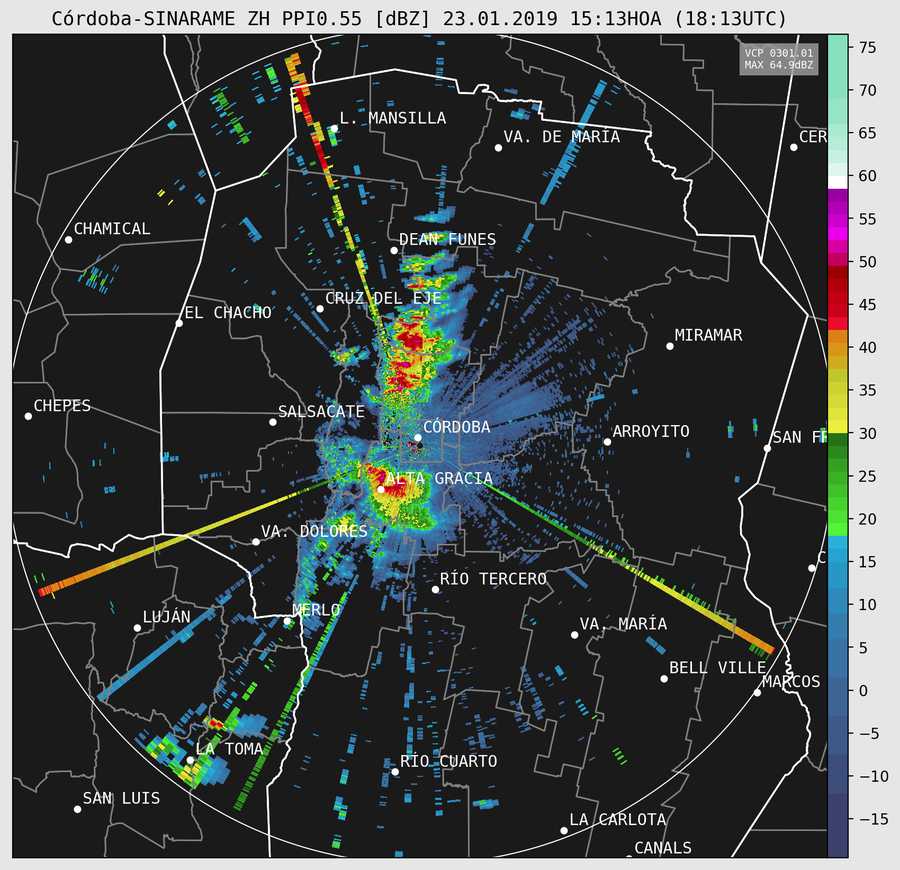 Córdoba-SINARAME ZH PPI0.55 [dBZ] 23.01.2019 15:13HOA (18:13UTC)
VCP 0301.01
MAX 64.9dBZ
75
70
65
60
55
50
45
40
35
30
25
20
15
10
5
0
−5
−10
−15
L. MANSILLA
VA. DE MARÍA
CER
CHAMICAL
DEAN FUNES
CRUZ DEL EJE
EL CHACHO
MIRAMAR
CHEPES
SALSACATE
CÓRDOBA
ARROYITO
SAN FR
ALTA GRACIA
VA. DOLORES
C
RÍO TERCERO
MERLO
LUJÁN
VA. MARÍA
BELL VILLE
MARCOS
LA TOMA
RÍO CUARTO
SAN LUIS
LA CARLOTA
CANALS